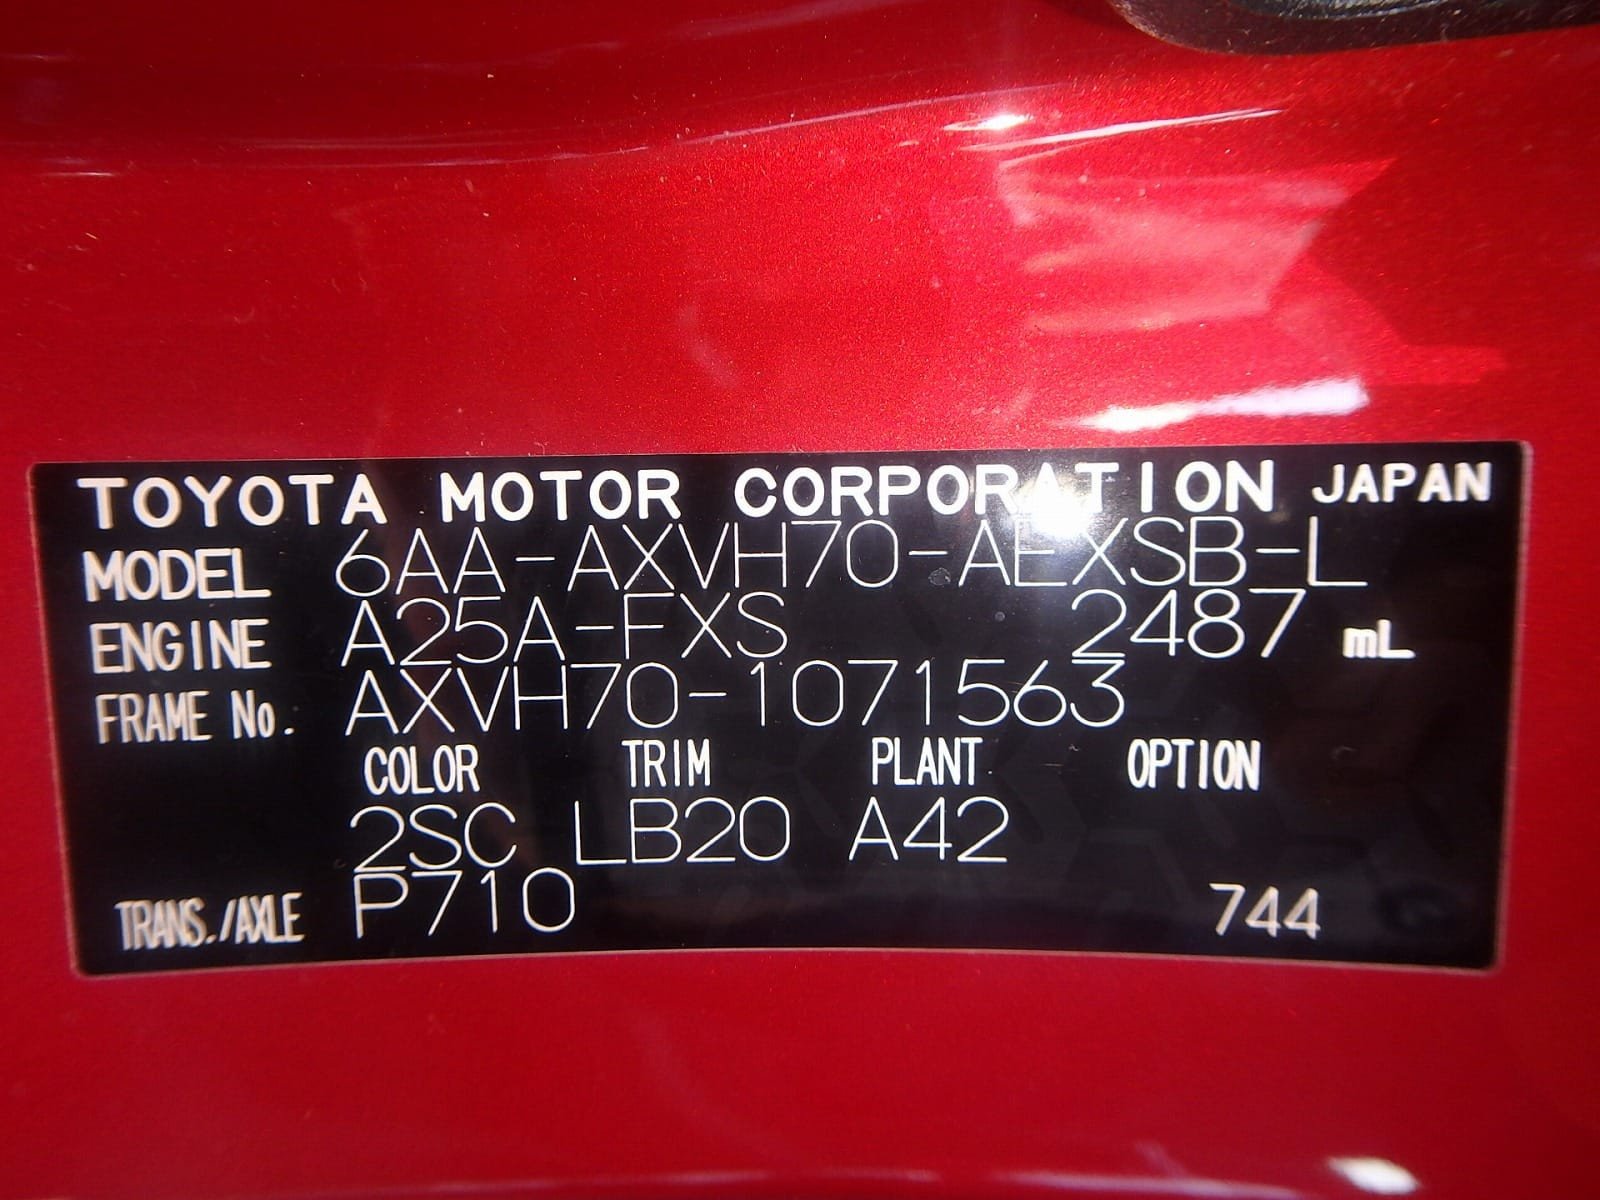 TOYOTA MOTOR CORPORATION JAPAN
MODEL 6AA-AXVH70-AEXSB-L
ENGINE A25A-FXS 2487 mL
FRAME No. AXVH70-1071563
COLOR TRIM PLANT OPTION
2SC LB20 A42
TRANS./AXLE P710 744